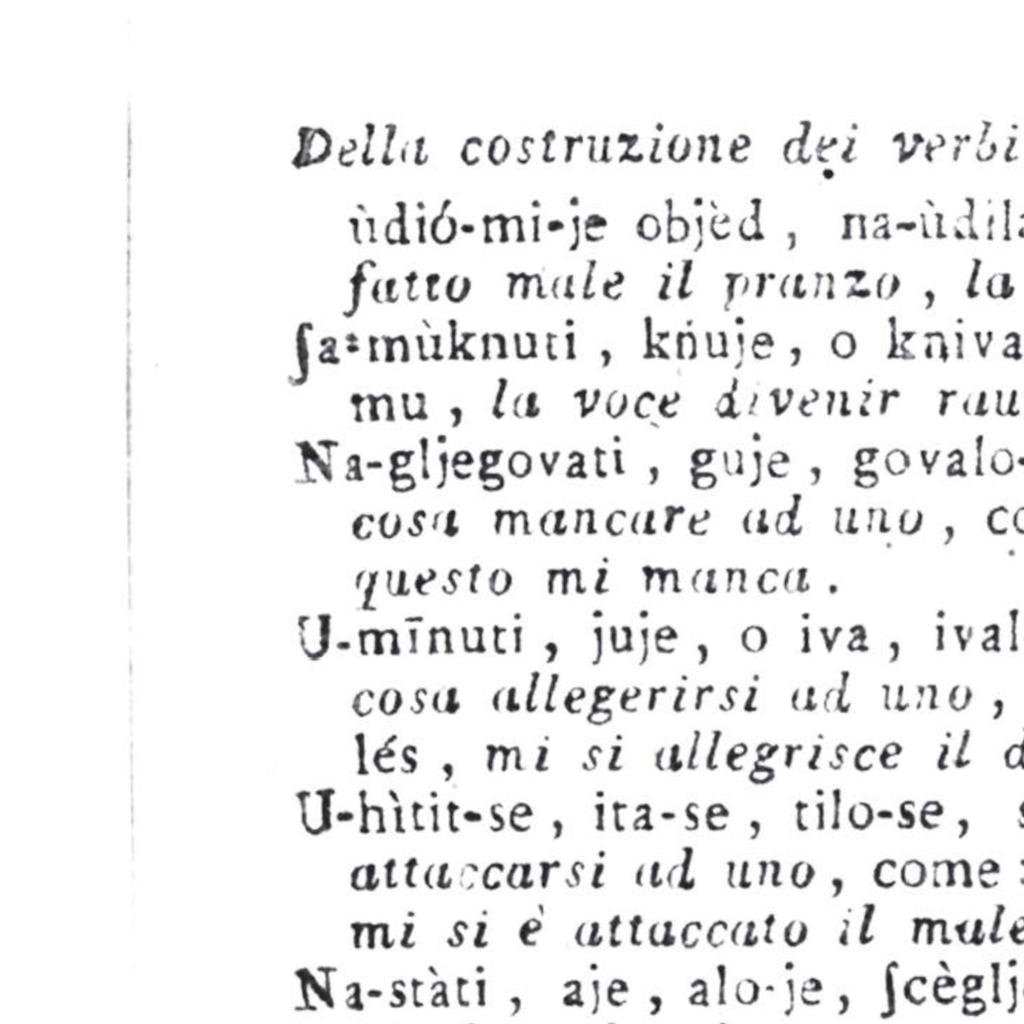 Della costruzione dei verbi
ùdió-mi-je objèd , na-ùdila
fatto male il pranzo , la
ſa-mùknuti , kńuje, o kniva
mu , la voce divenir rau
Na-gljegovati , guje , govalo-
cosa mancare ad uno , co
questo mi manca .
U-mīnuti , juje , o iva , ival
cosa allegerirsi ad uno ,
lés , mi si allegrisce il d
U-hìtit-se , ita-se , tilo-se , s
attaccarsi ad uno , come
mi si è attaccato il male
Na-stàti , aje , alo-je , ſcèglj